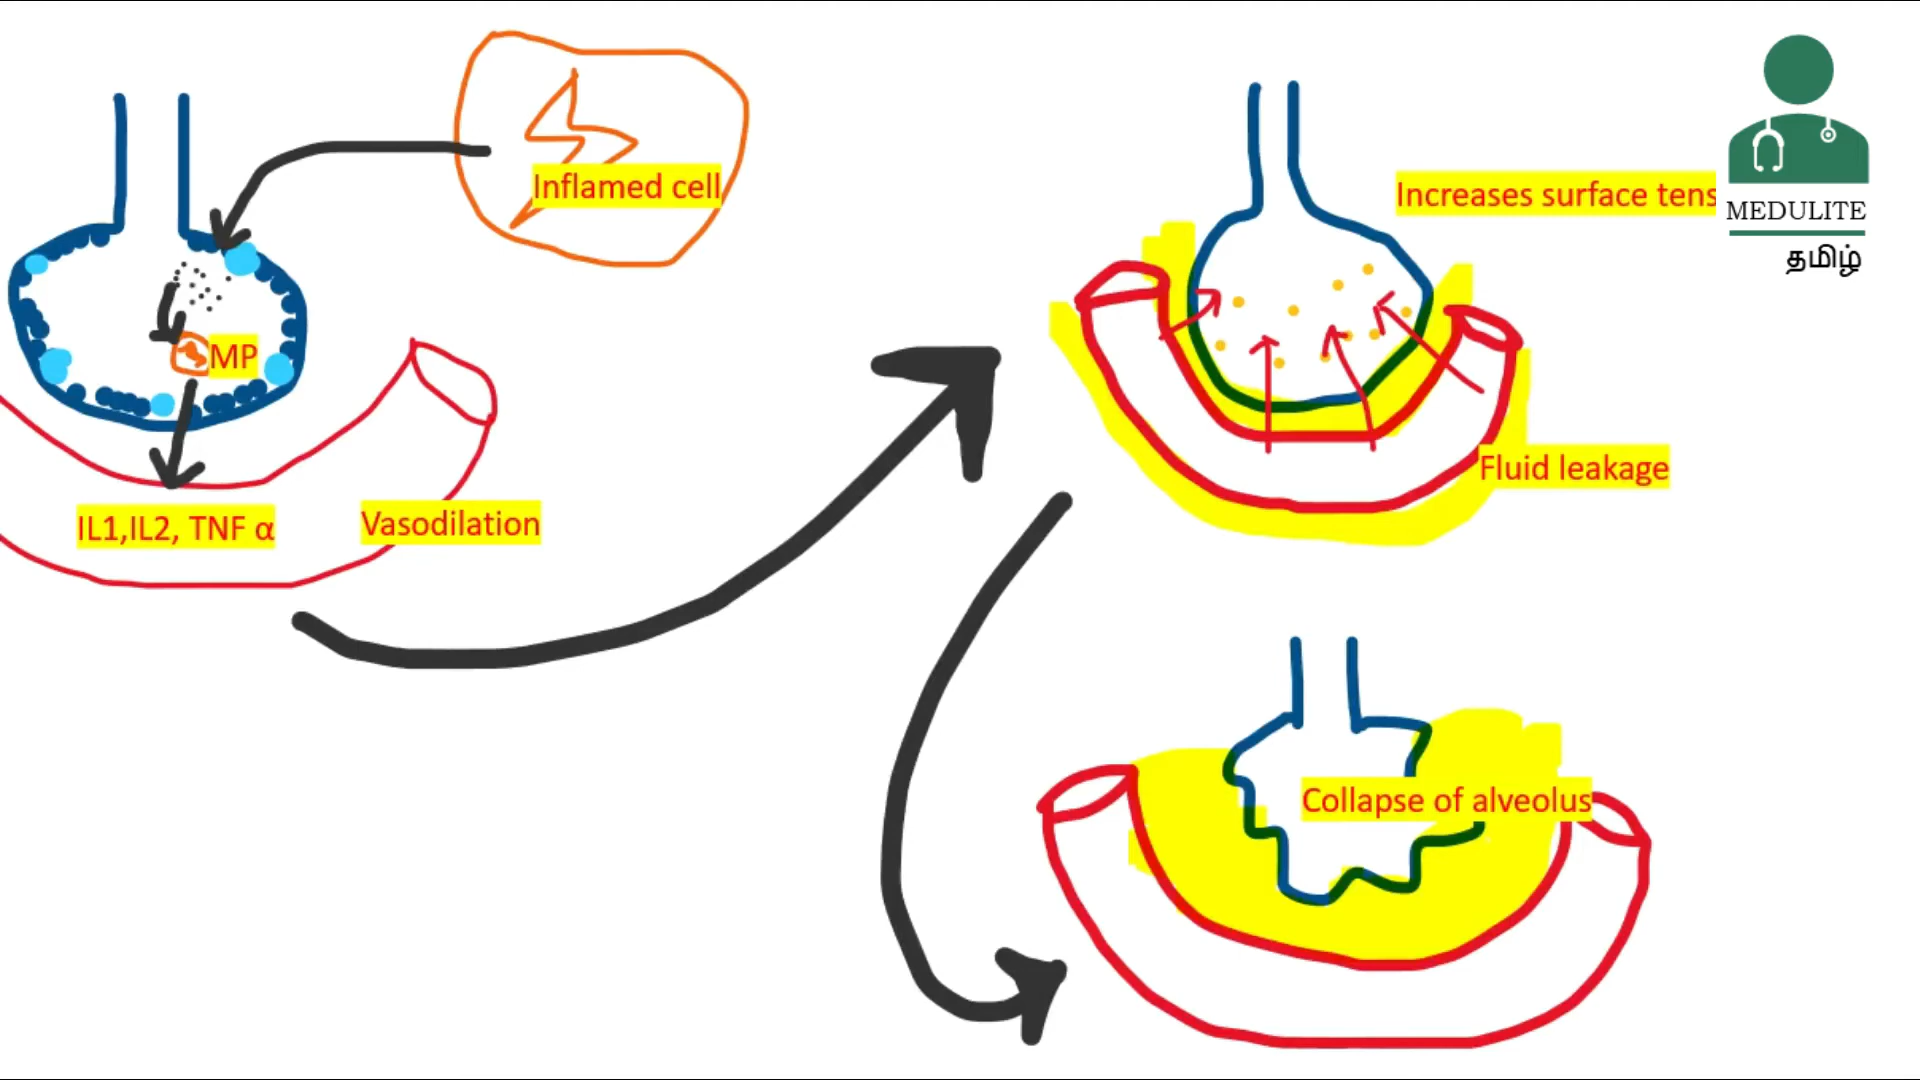 Inflamed cell
MP
IL1,IL2, TNF α
Vasodilation
Increases surface tens
Fluid leakage
Collapse of alveolus
MEDULITE
தமிழ்